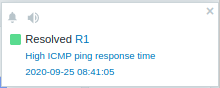 Resolved R1
High ICMP ping response time
2020-09-25 08:41:05